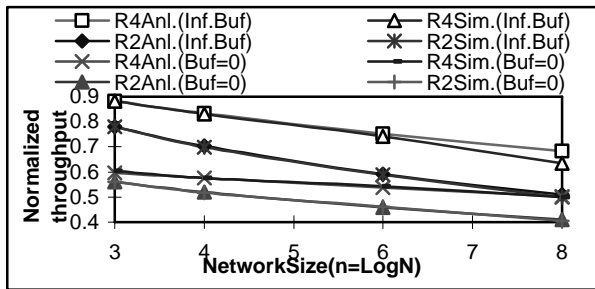 R4Anl.(Inf.Buf) R4Sim.(Inf.Buf)
R2Anl.(Inf.Buf) R2Sim.(Inf.Buf)
R4Anl.(Buf=0) R4Sim.(Buf=0)
R2Anl.(Buf=0) R2Sim.(Buf=0)
Normalized
throughput
0.9
0.8
0.7
0.6
0.5
0.4
3 4 5 6 7 8
NetworkSize(n=LogN)